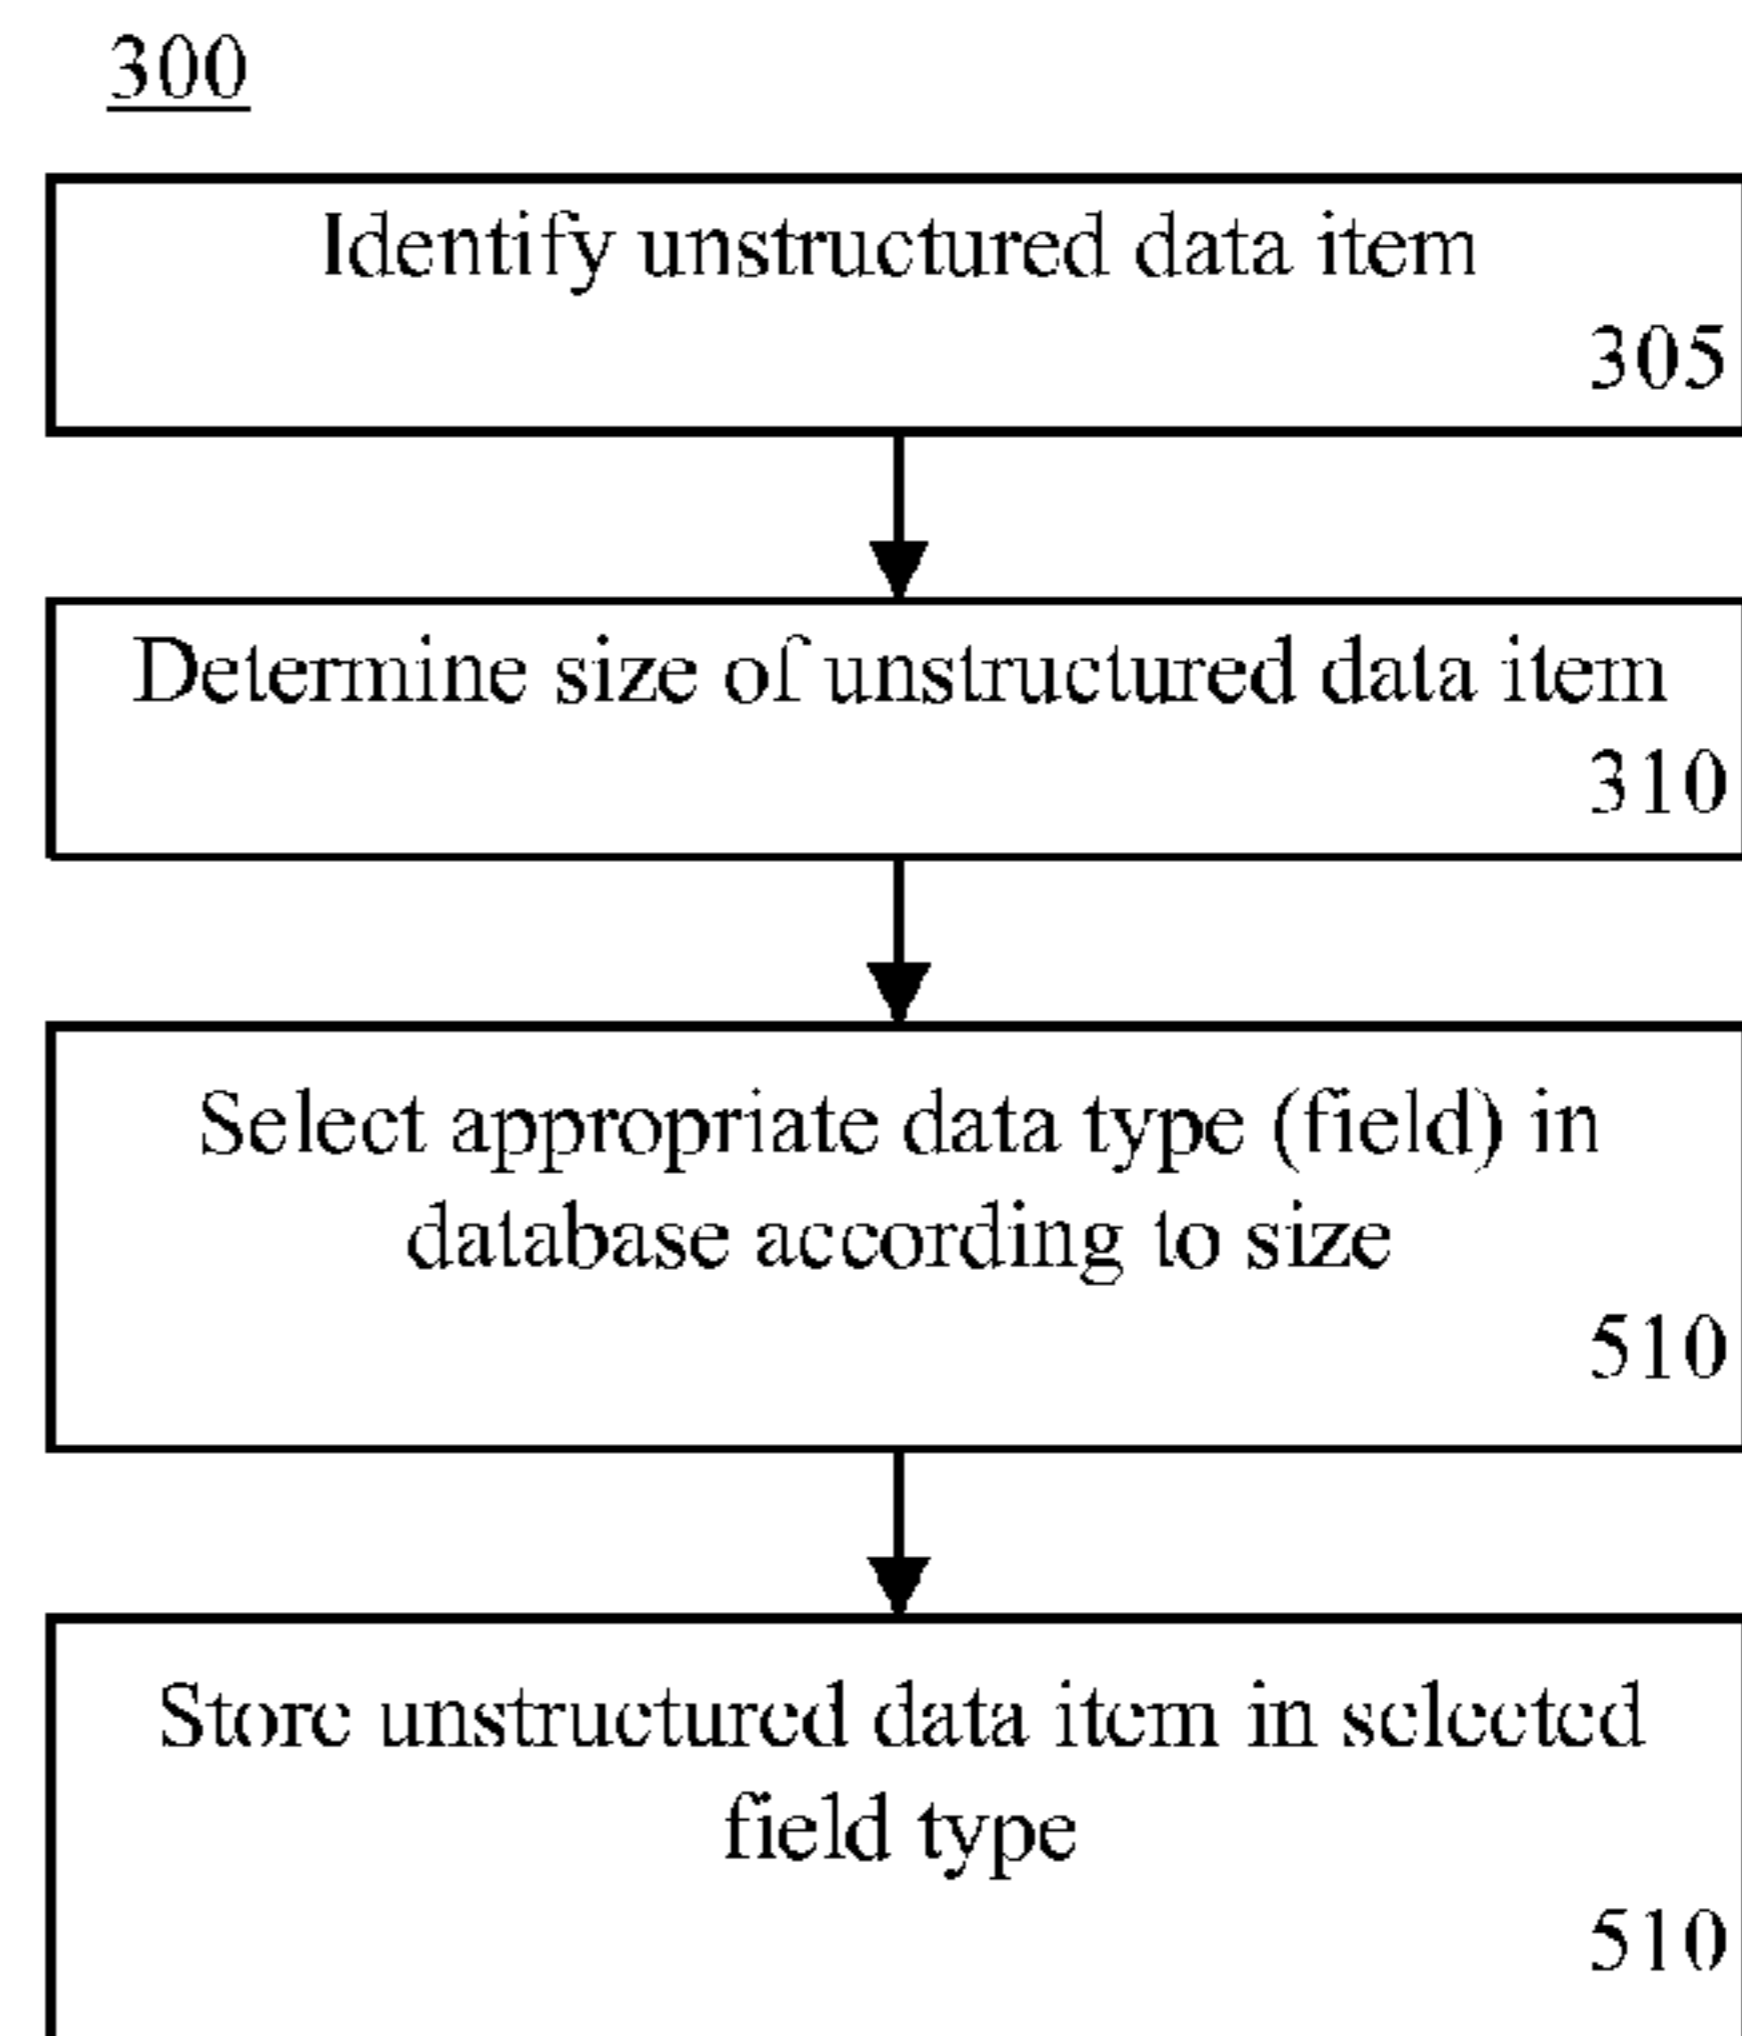 300
Identify unstructured data item
305
Determine size of unstructured data item
310
Select appropriate data type (field) in
database according to size
510
Store unstructured data item in selected
field type
510